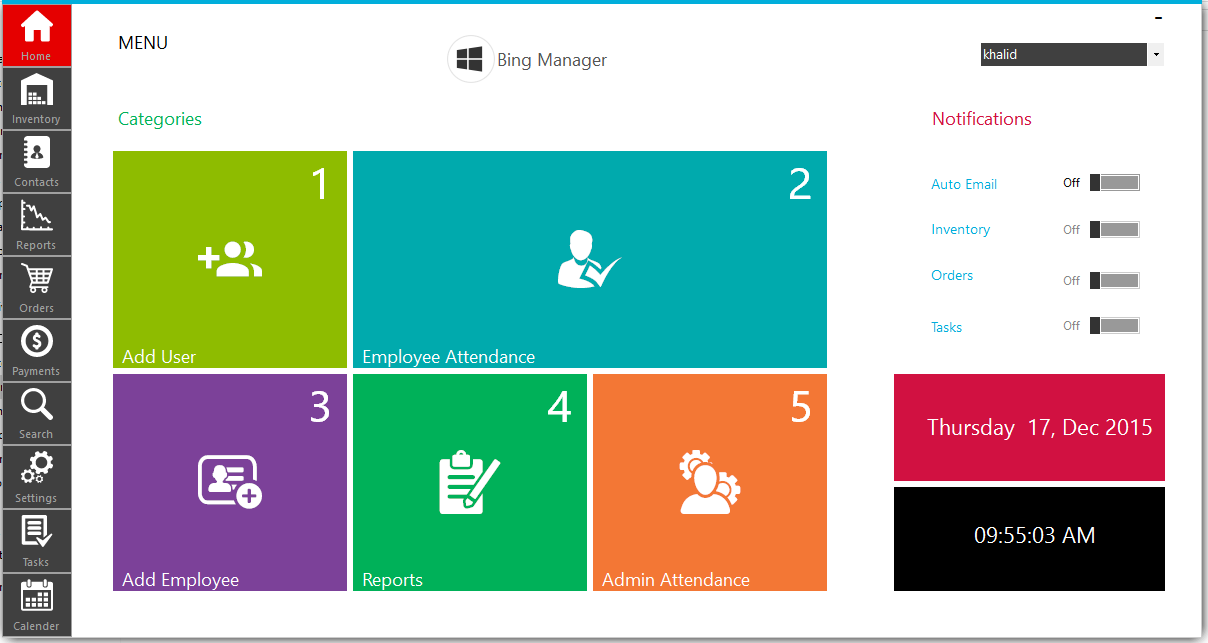 Home
Inventory
Contacts
Reports
Orders
Payments
Search
Settings
Tasks
Calender
MENU
Bing Manager
khalid
Categories
1
Add User
2
Employee Attendance
3
Add Employee
4
Reports
5
Admin Attendance
Notifications
Auto Email Off
Inventory Off
Orders Off
Tasks Off
Thursday 17, Dec 2015
09:55:03 AM